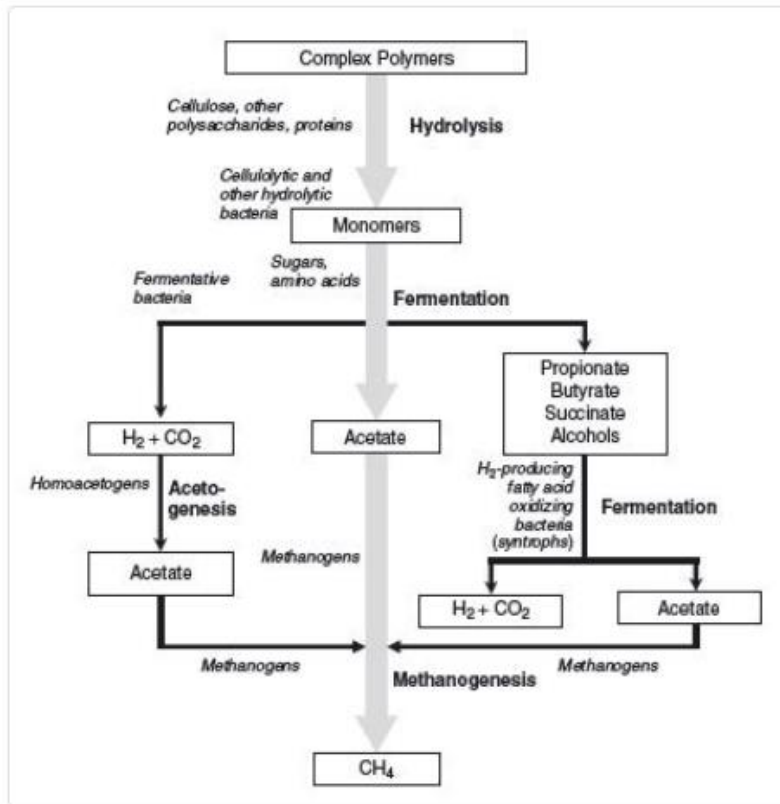 Complex Polymers
Cellulose, other
polysaccharides, proteins
Hydrolysis
Cellulolytic and
other hydrolytic
bacteria
Monomers
Sugars,
amino acids
Fermentative
bacteria
Fermentation
Propionate
Butyrate
Succinate
Alcohols
H₂ + CO₂
Acetate
Homoacetogens
Aceto-
genesis
H₂-producing
fatty acid
oxidizing
bacteria
(syntrophs)
Fermentation
Acetate
Methanogens
H₂ + CO₂
Acetate
Methanogens
Methanogens
Methanogenesis
CH₄